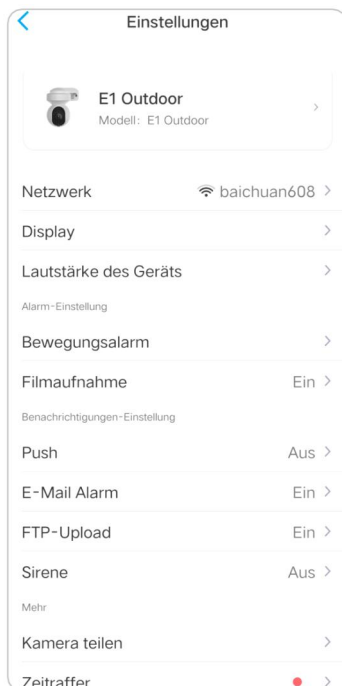 Einstellungen
E1 Outdoor
Modell: E1 Outdoor
Netzwerk baichuan608
Display
Lautstärke des Geräts
Alarm-Einstellung
Bewegungsalarm
Filmaufnahme Ein
Benachrichtigungen-Einstellung
Push Aus
E-Mail Alarm Ein
FTP-Upload Ein
Sirene Aus
Mehr
Kamera teilen
Zeitraffer